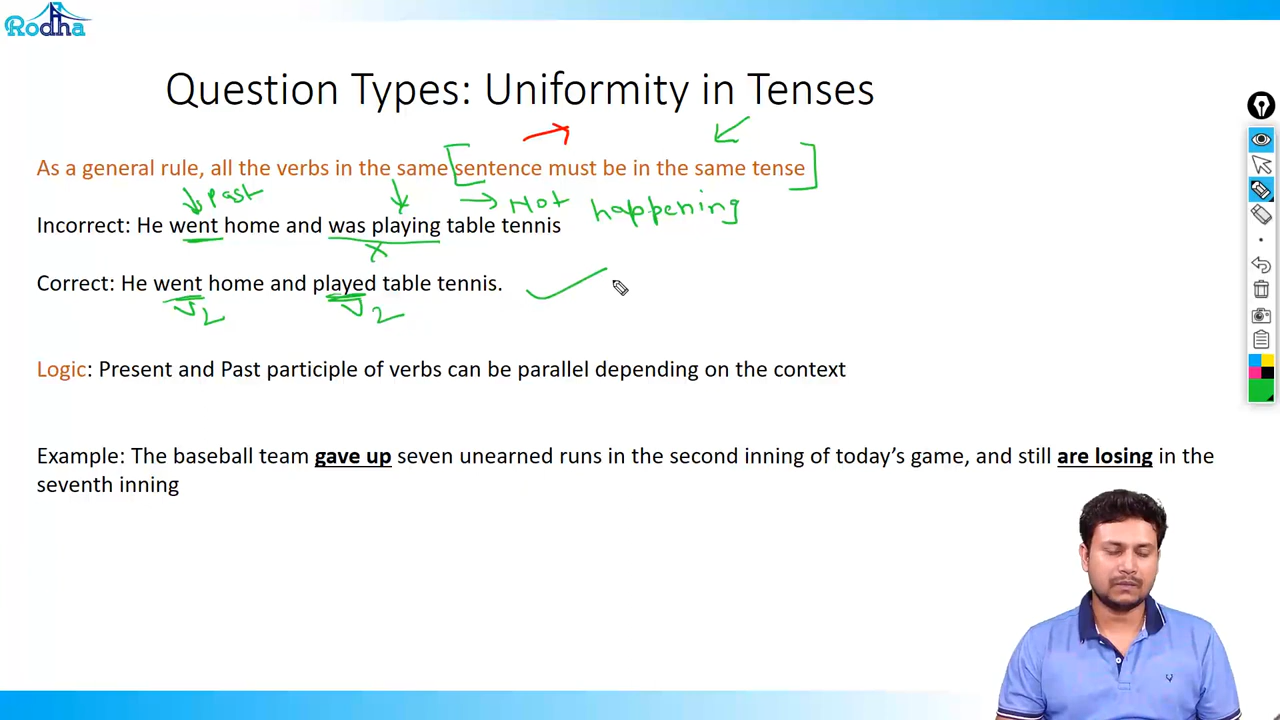 Rodha
Question Types: Uniformity in Tenses
As a general rule, all the verbs in the same sentence must be in the same tense
Past
→ Not happening
Incorrect: He went home and was playing table tennis
x
Correct: He went home and played table tennis.
V2 V2
Logic: Present and Past participle of verbs can be parallel depending on the context
Example: The baseball team gave up seven unearned runs in the second inning of today’s game, and still are losing in the
seventh inning